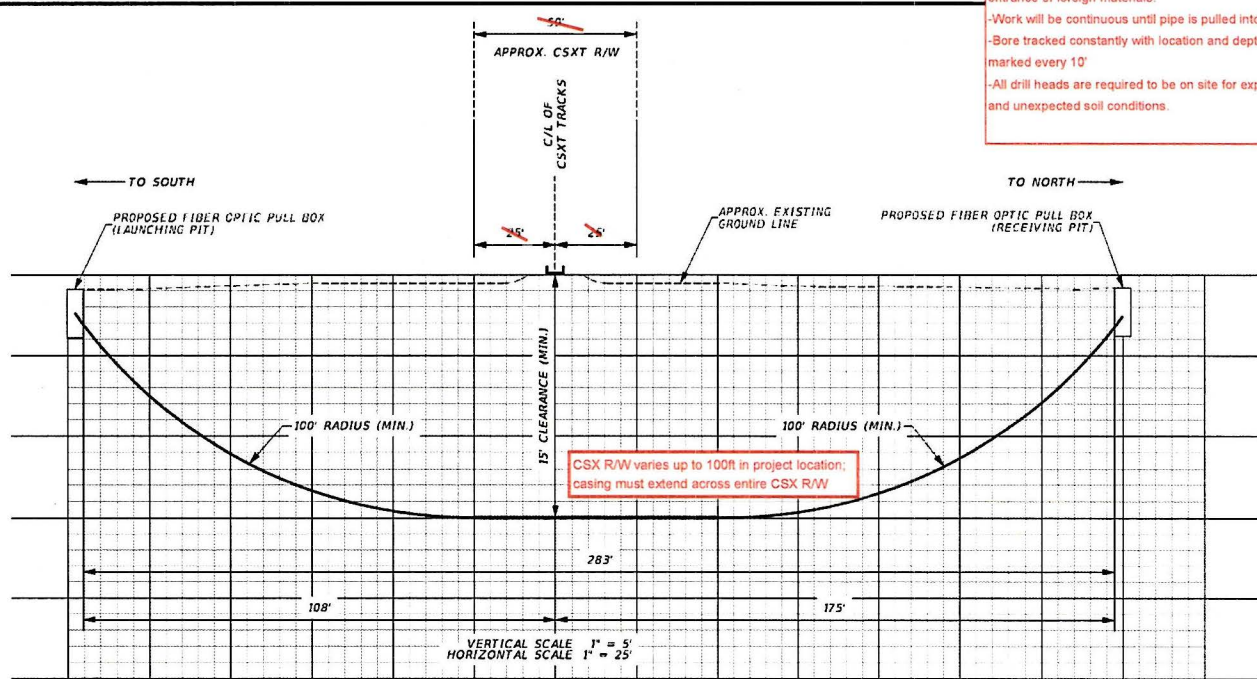 50'
APPROX. CSXT R/W
entrance of foreign materials.
-Work will be continuous until pipe is pulled into
-Bore tracked constantly with location and dept
marked every 10'
-All drill heads are required to be on site for exp
and unexpected soil conditions.
C/L OF
CSXT TRACKS
TO SOUTH
TO NORTH
PROPOSED FIBER OPTIC PULL BOX
(LAUNCHING PIT)
25'
25'
APPROX. EXISTING
GROUND LINE
PROPOSED FIBER OPTIC PULL BOX
(RECEIVING PIT)
15' CLEARANCE (MIN.)
100' RADIUS (MIN.)
100' RADIUS (MIN.)
CSX R/W varies up to 100ft in project location;
casing must extend across entire CSX R/W
283'
108'
175'
VERTICAL SCALE 1" = 5'
HORIZONTAL SCALE 1" = 25'